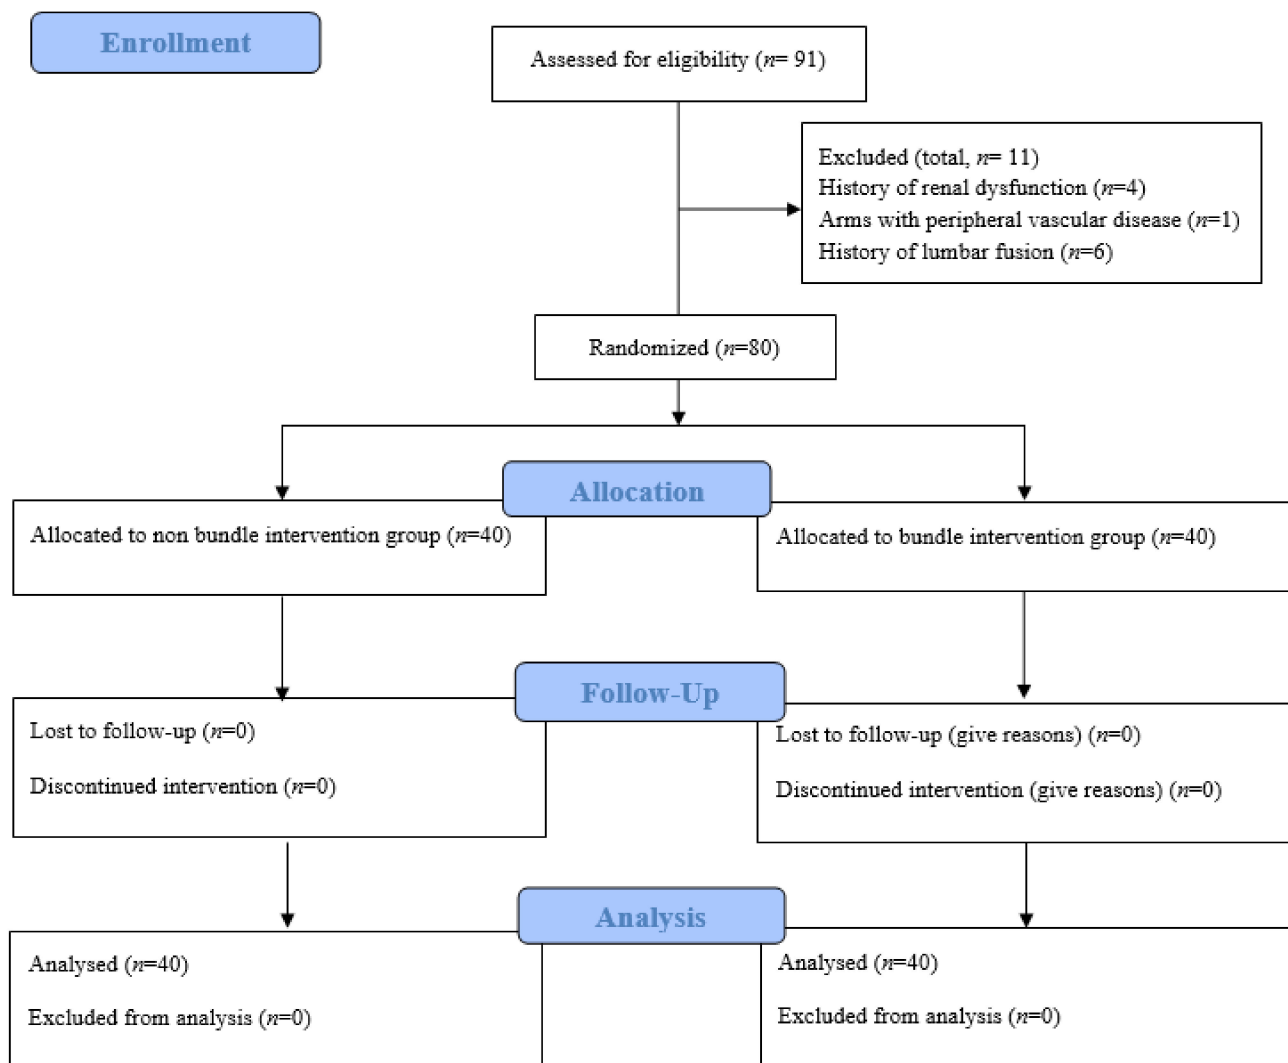 Enrollment
Assessed for eligibility (n= 91)
Excluded (total, n= 11)
History of renal dysfunction (n=4)
Arms with peripheral vascular disease (n=1)
History of lumbar fusion (n=6)
Randomized (n=80)
Allocation
Allocated to non bundle intervention group (n=40)
Allocated to bundle intervention group (n=40)
Follow-Up
Lost to follow-up (n=0)
Discontinued intervention (n=0)
Lost to follow-up (give reasons) (n=0)
Discontinued intervention (give reasons) (n=0)
Analysis
Analysed (n=40)
Excluded from analysis (n=0)
Analysed (n=40)
Excluded from analysis (n=0)